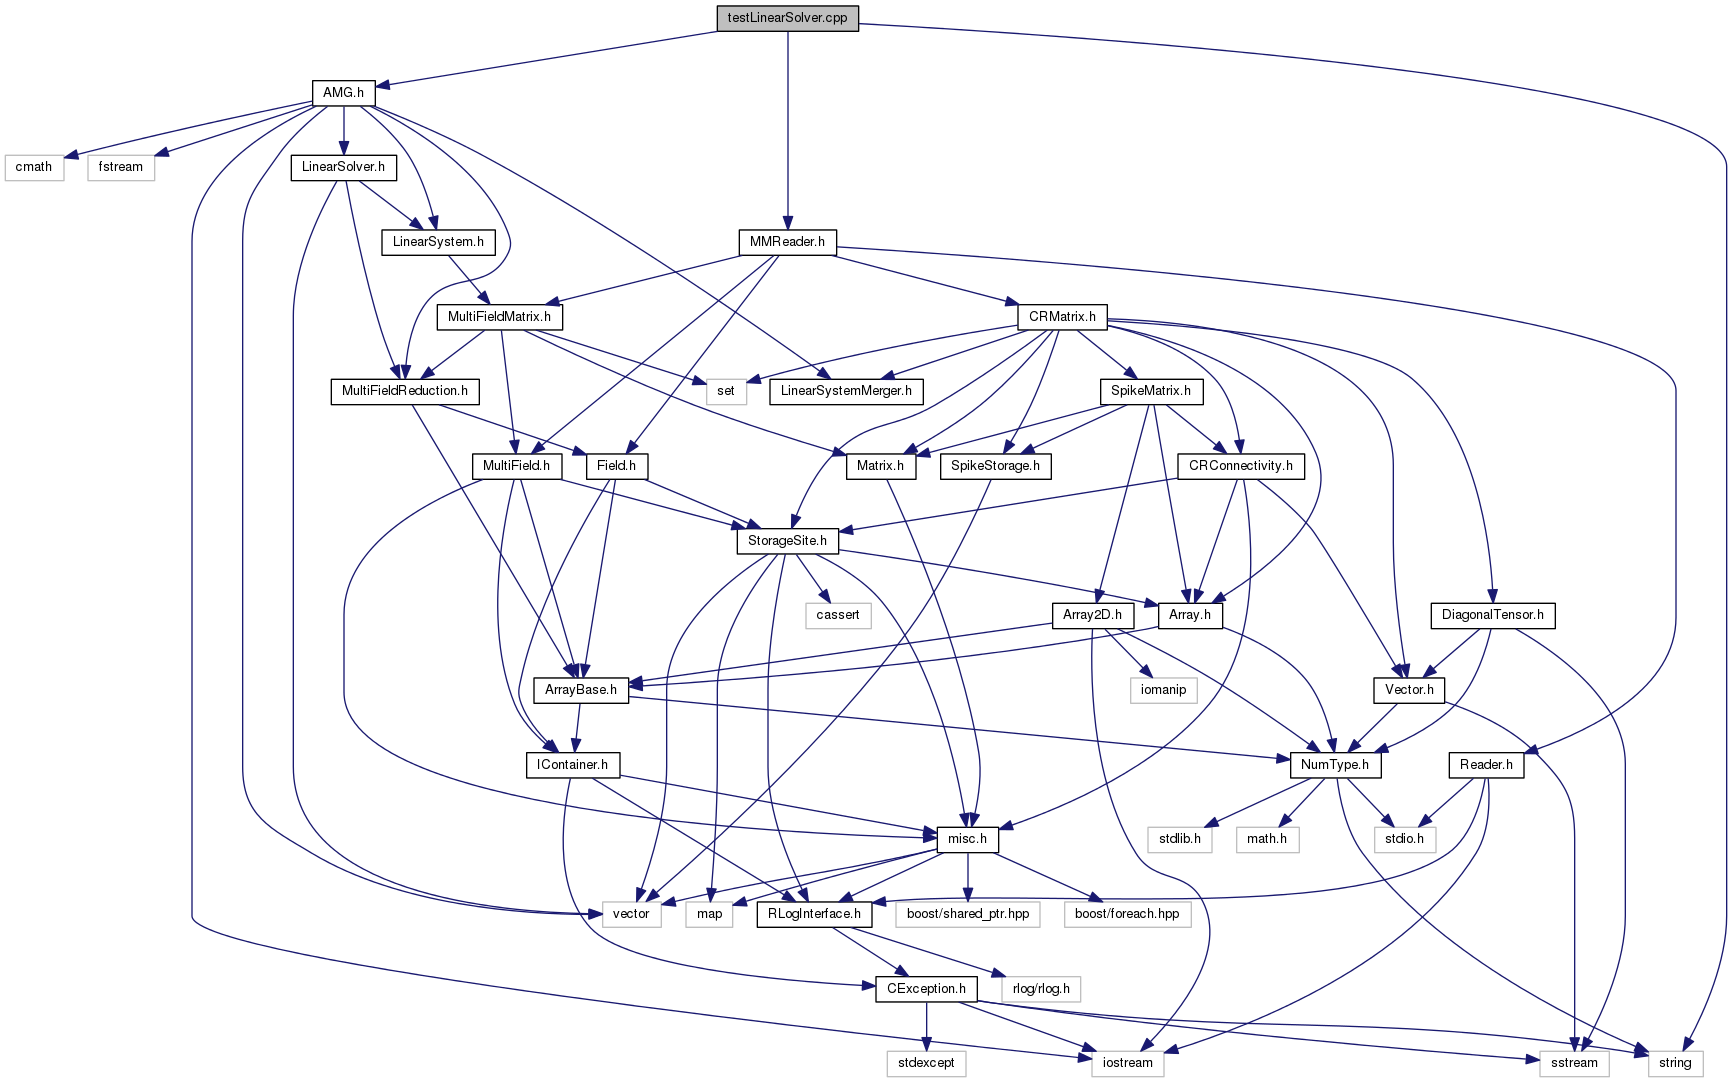 testLinearSolver.cpp
AMG.h
cmath
fstream
LinearSolver.h
LinearSystem.h
MMReader.h
MultiFieldMatrix.h
CRMatrix.h
MultiFieldReduction.h
set
LinearSystemMerger.h
SpikeMatrix.h
MultiField.h
Field.h
Matrix.h
SpikeStorage.h
CRConnectivity.h
StorageSite.h
cassert
Array2D.h
Array.h
DiagonalTensor.h
ArrayBase.h
iomanip
Vector.h
IContainer.h
NumType.h
Reader.h
misc.h
stdlib.h
math.h
stdio.h
vector
map
RLogInterface.h
boost/shared_ptr.hpp
boost/foreach.hpp
CException.h
rlog/rlog.h
stdexcept
iostream
sstream
string